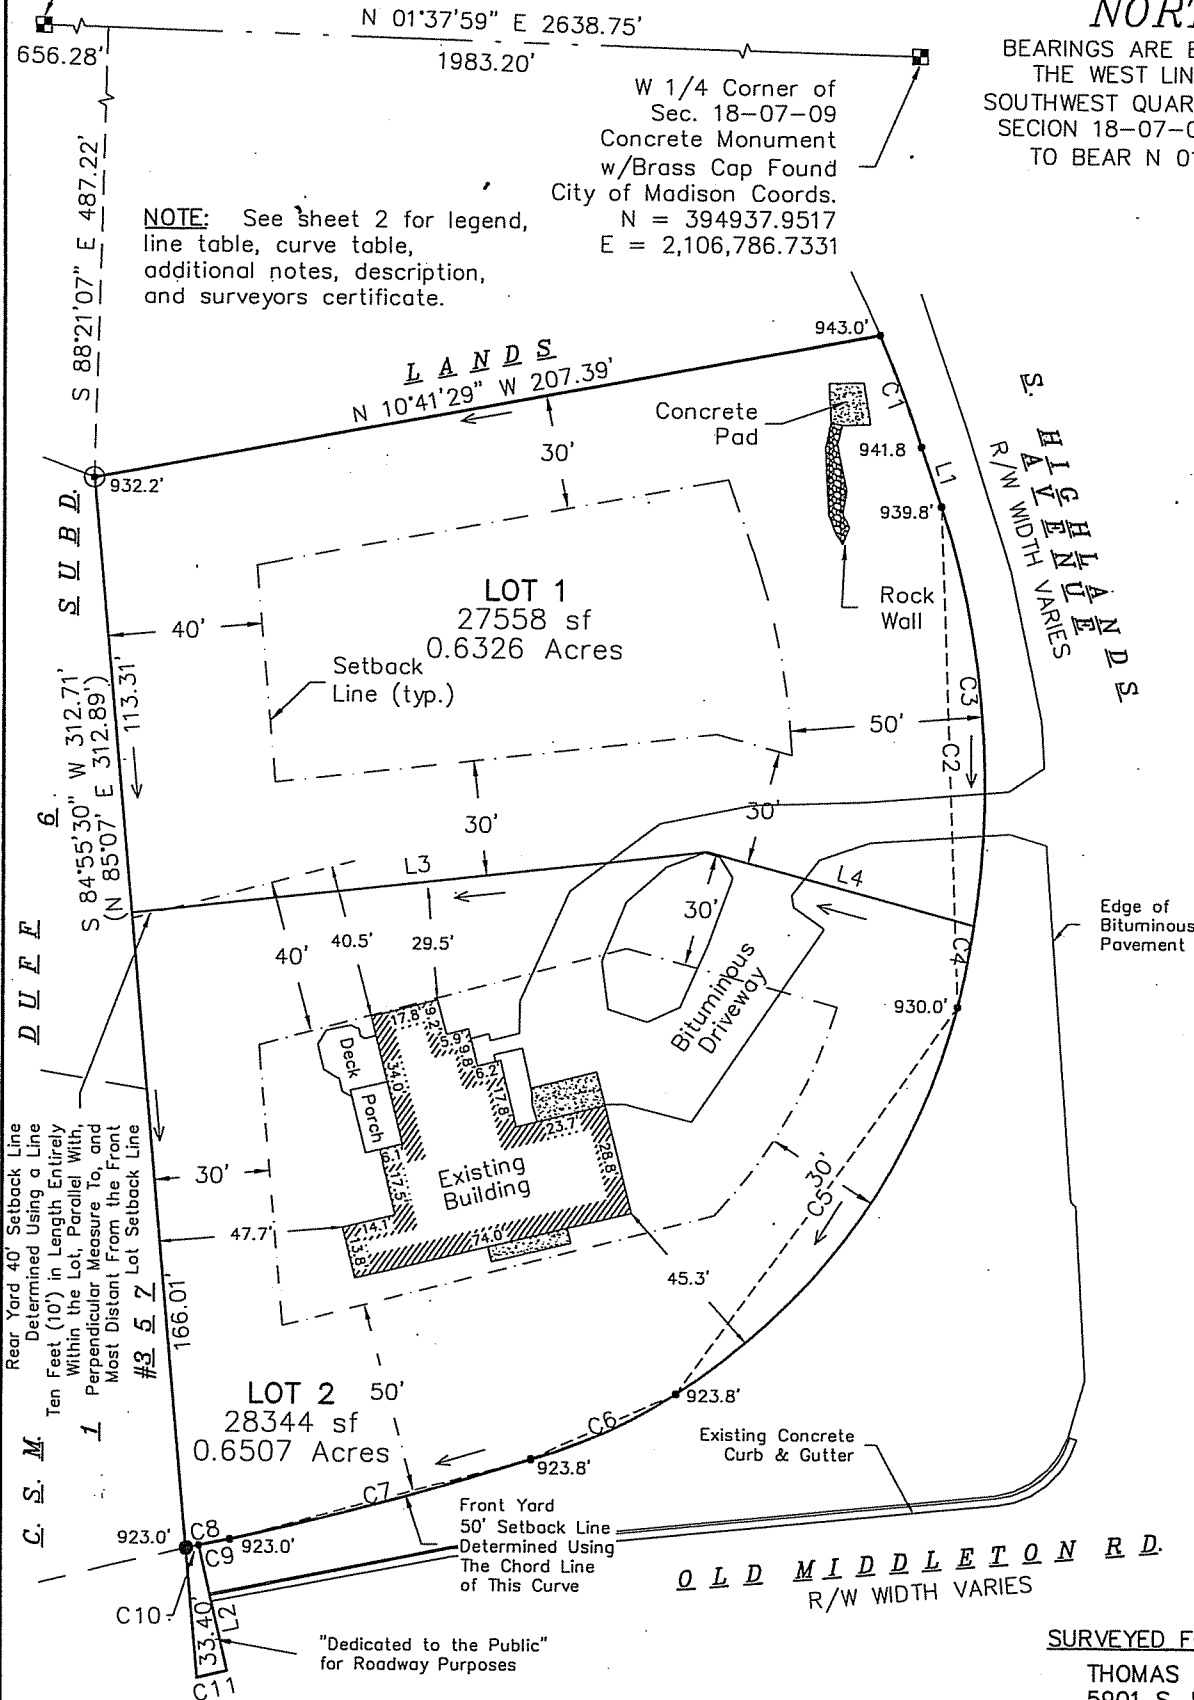 N 01°37'59" E 2638.75'
656.28'
1983.20'
NORT
BEARINGS ARE B
THE WEST LIN
SOUTHWEST QUAR
SECION 18-07-0
TO BEAR N 01
W 1/4 Corner of
Sec. 18-07-09
Concrete Monument
w/Brass Cap Found
City of Madison Coords.
N = 394937.9517
E = 2,106,786.7331
S 88°21'07" E 487.22'
NOTE: See sheet 2 for legend,
line table, curve table,
additional notes, description,
and surveyors certificate.
943.0'
LANDS
N 10°41'29" W 207.39'
Concrete
Pad
C1
941.8
L1
939.8'
S. HIGHLANDS
AVENUE
R/W WIDTH VARIES
932.2'
30'
SUBD.
40'
LOT 1
27558 sf
0.6326 Acres
Rock
Wall
Setback
Line (typ.)
S 84°55'30" W 312.71'
(N 85°07' E 312.89')
113.31'
C3
50'
C2
30'
30'
6
L3
L4
DUFF
40'
40.5'
29.5'
30'
Edge of
Bituminous
Pavement
C4
930.0'
Bituminous
Driveway
17.8'
9.2'
5.9'
9.8'
6.2'
17.8'
Deck
34.0'
Porch
23.7'
28.8'
6.1'
17.5'
Existing
Building
14.1'
13.8'
74.0'
30'
47.7'
30'
C5
45.3'
Rear Yard 40' Setback Line
Determined Using a Line
Ten Feet (10') in Length Entirely
Within the Lot, Parallel With,
Perpendicular Measure To, and
Most Distant From the Front
Lot Setback Line
#357
166.01'
C.S.M.
1
LOT 2
28344 sf
0.6507 Acres
50'
923.8'
C6
923.8'
Existing Concrete
Curb & Gutter
C7
Front Yard
50' Setback Line
Determined Using
The Chord Line
of This Curve
923.0'
C8
C9
923.0'
OLD MIDDLETON RD.
R/W WIDTH VARIES
C10
33.40'
L2
C11
"Dedicated to the Public"
for Roadway Purposes
SURVEYED F
THOMAS